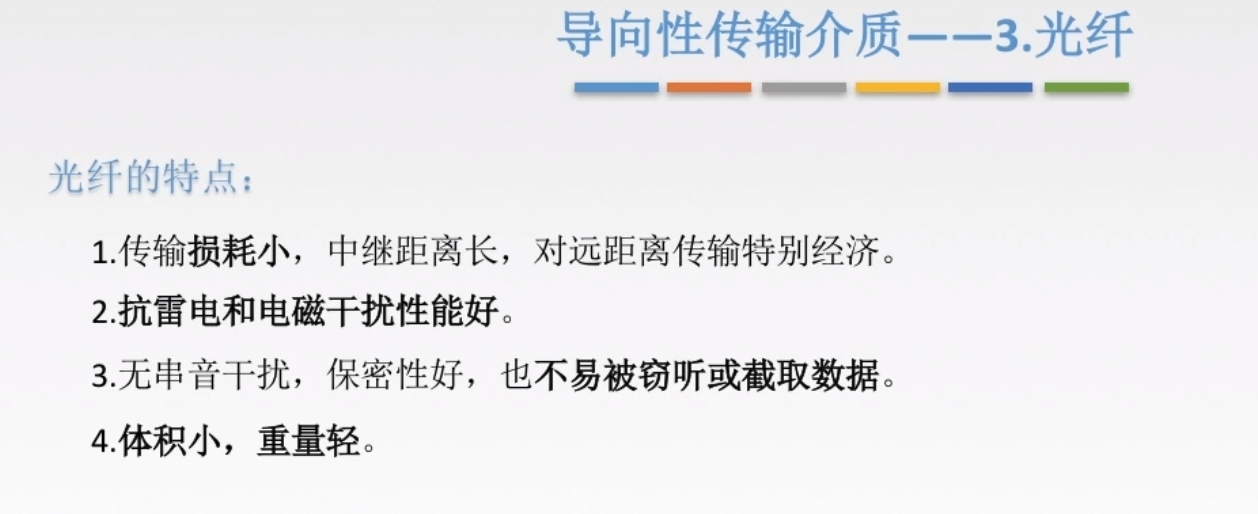 导向性传输介质——3.光纤
光纤的特点：
1.传输损耗小，中继距离长，对远距离传输特别经济。
2.抗雷电和电磁干扰性能好。
3.无串音干扰，保密性好，也不易被窃听或截取数据。
4.体积小，重量轻。